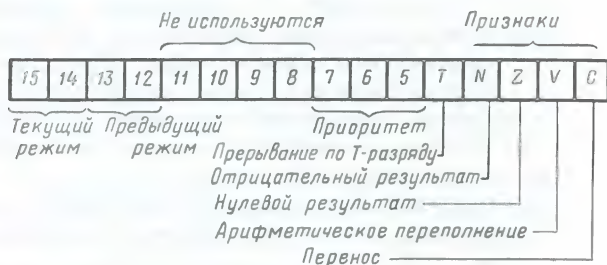 Не используются
Признаки
15 14 13 12 11 10 9 8 7 6 5 T N Z V C
Текущий режим
Предыдущий режим
Приоритет
Прерывание по Т-разряду
Отрицательный результат
Нулевой результат
Арифметическое переполнение
Перенос